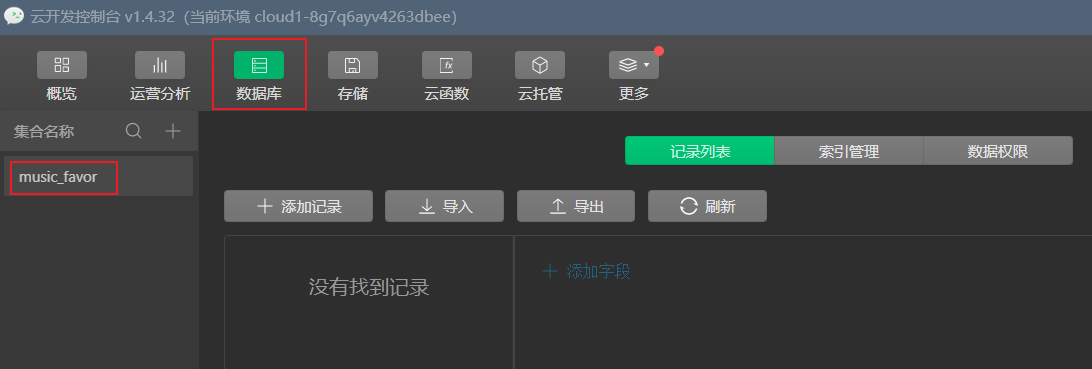 云开发控制台 v1.4.32（当前环境 cloud1-8g7q6ayv4263dbee）
概览 运营分析 数据库 存储 云函数 云托管 更多
集合名称
记录列表 索引管理 数据权限
music_favor
添加记录 导入 导出 刷新
添加字段
没有找到记录